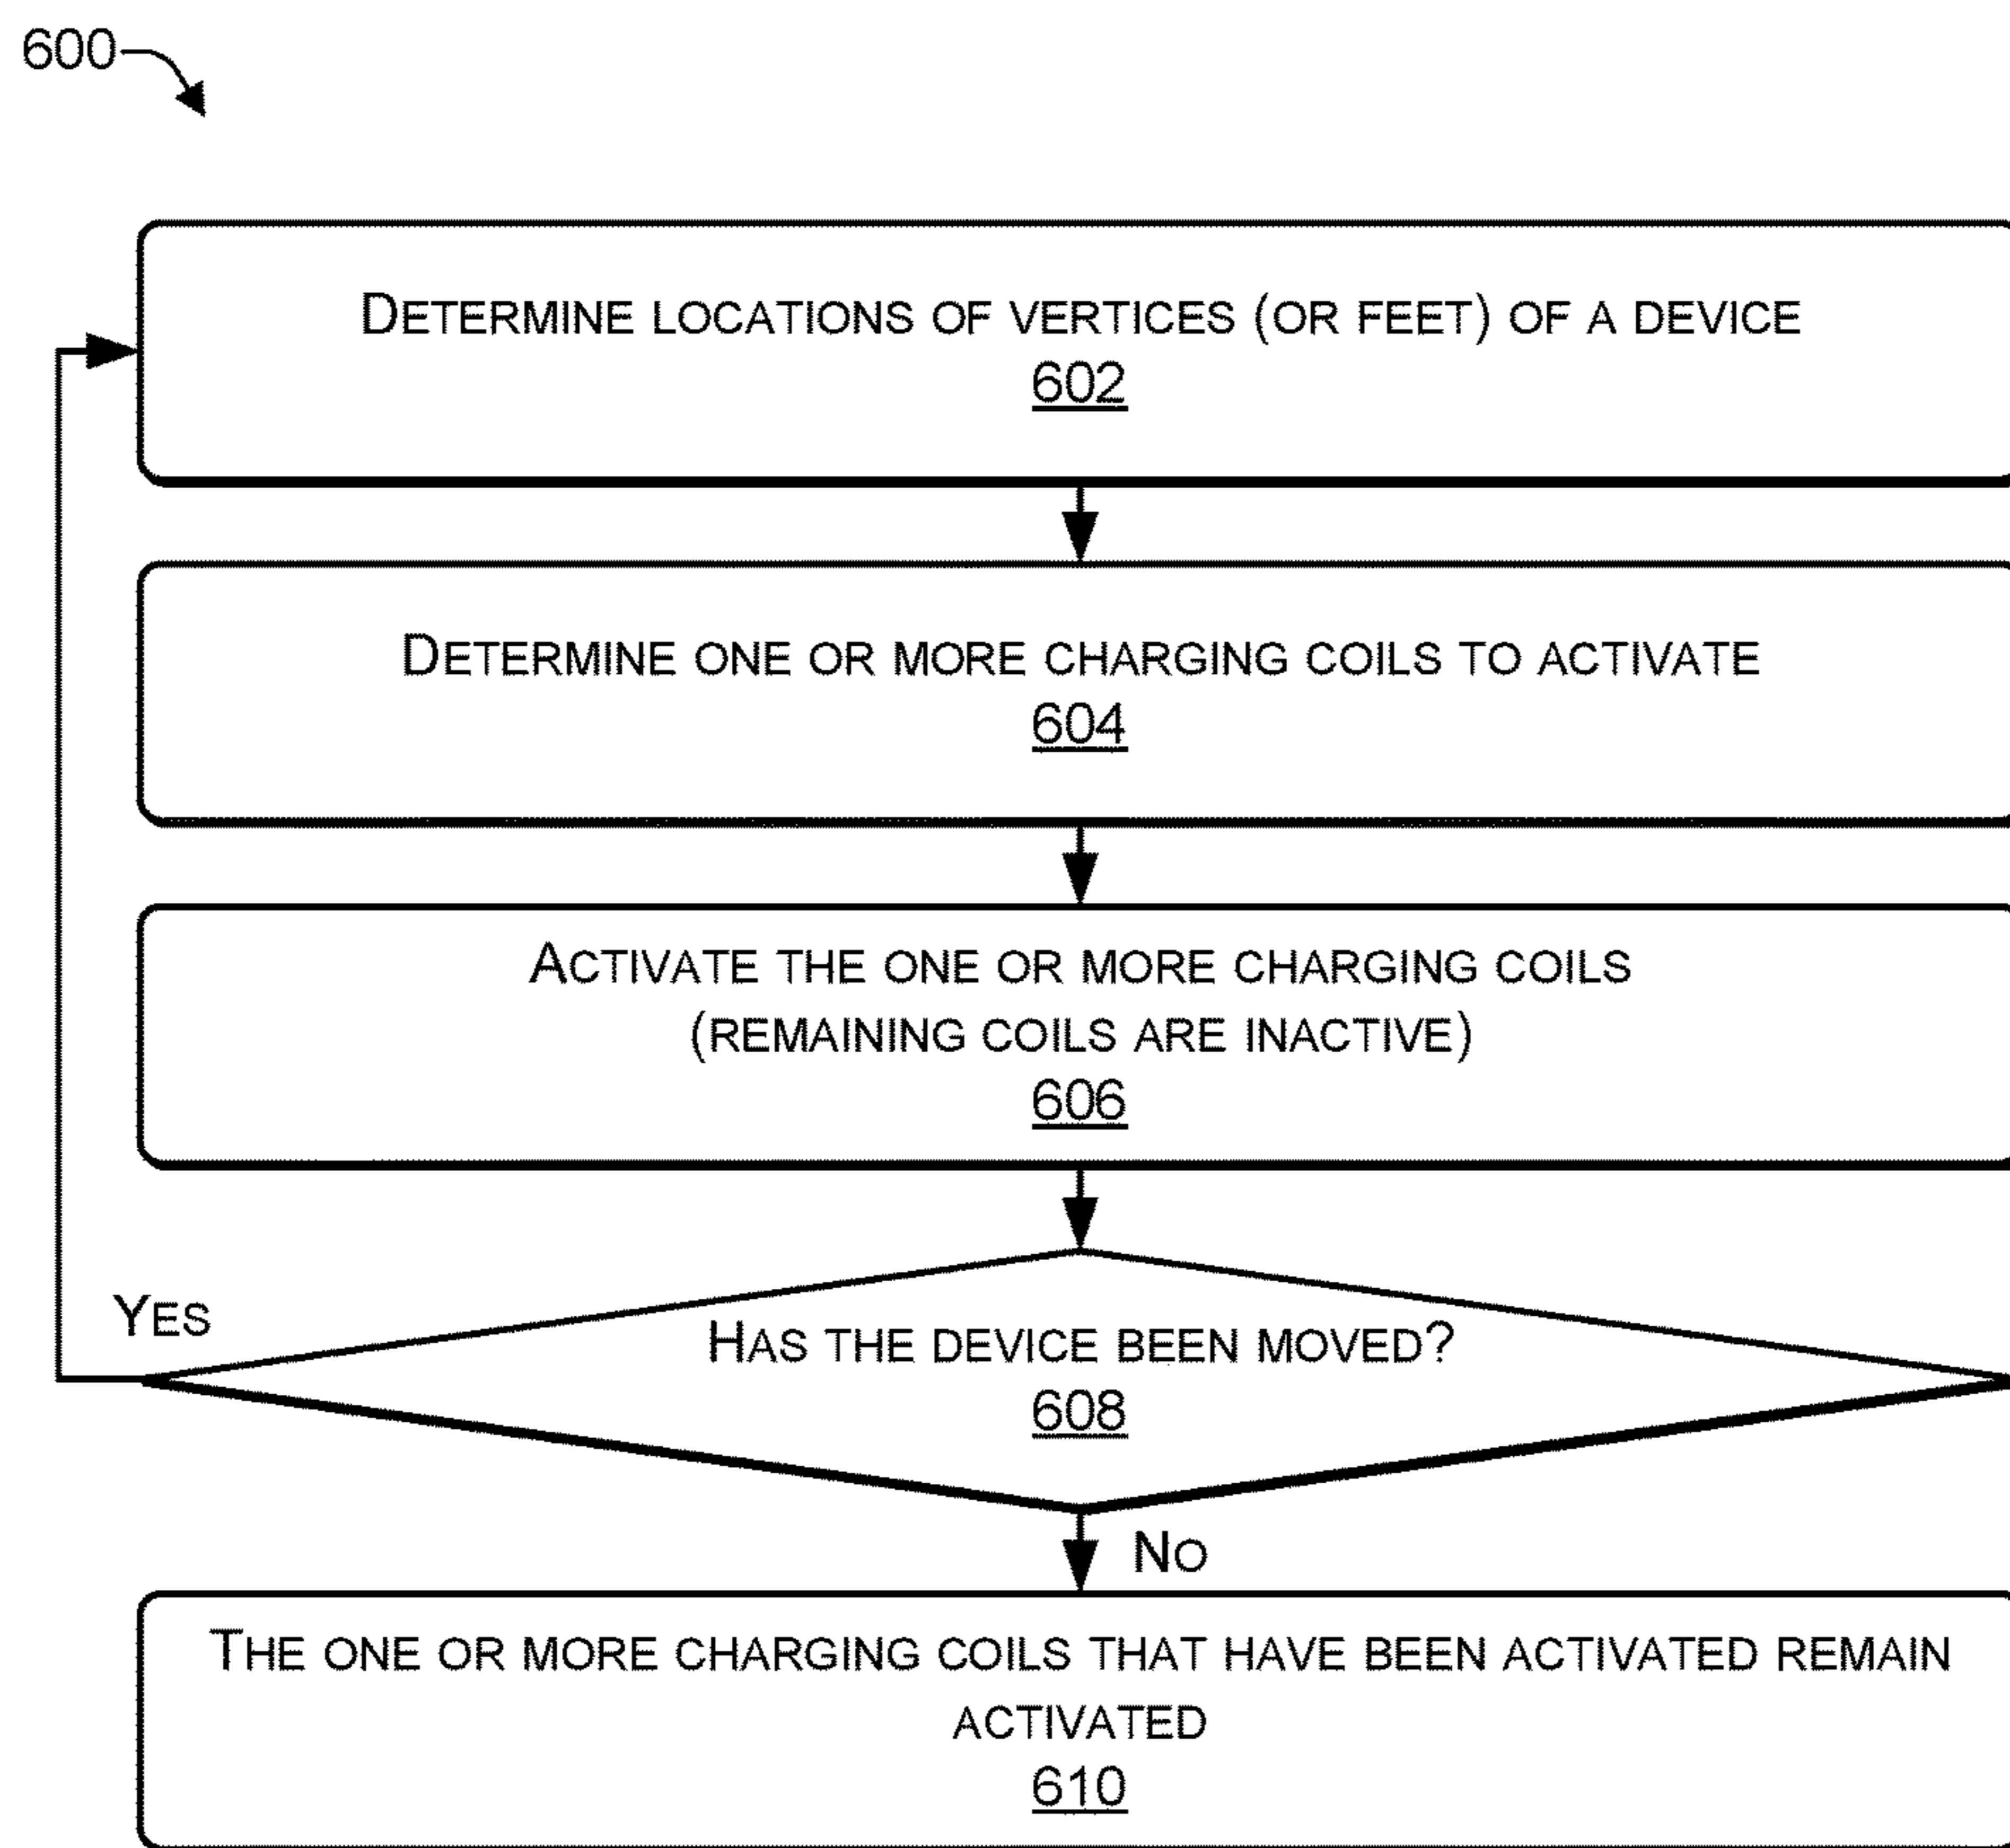 600
DETERMINE LOCATIONS OF VERTICES (OR FEET) OF A DEVICE
602
DETERMINE ONE OR MORE CHARGING COILS TO ACTIVATE
604
ACTIVATE THE ONE OR MORE CHARGING COILS
(REMAINING COILS ARE INACTIVE)
606
YES
HAS THE DEVICE BEEN MOVED?
608
NO
THE ONE OR MORE CHARGING COILS THAT HAVE BEEN ACTIVATED REMAIN
ACTIVATED
610